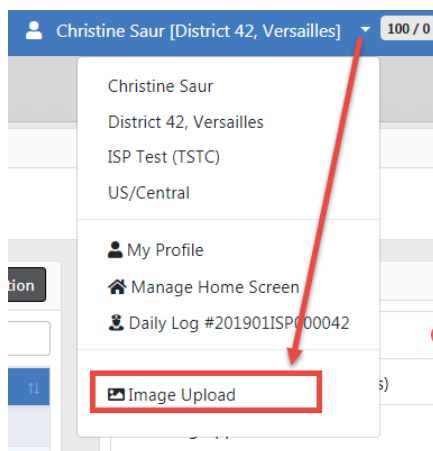 Christine Saur [District 42, Versailles] 100 / 0
Christine Saur
District 42, Versailles
ISP Test (TSTC)
US/Central
My Profile
tion
Manage Home Screen
Daily Log #201901ISP000042
Image Upload
s)